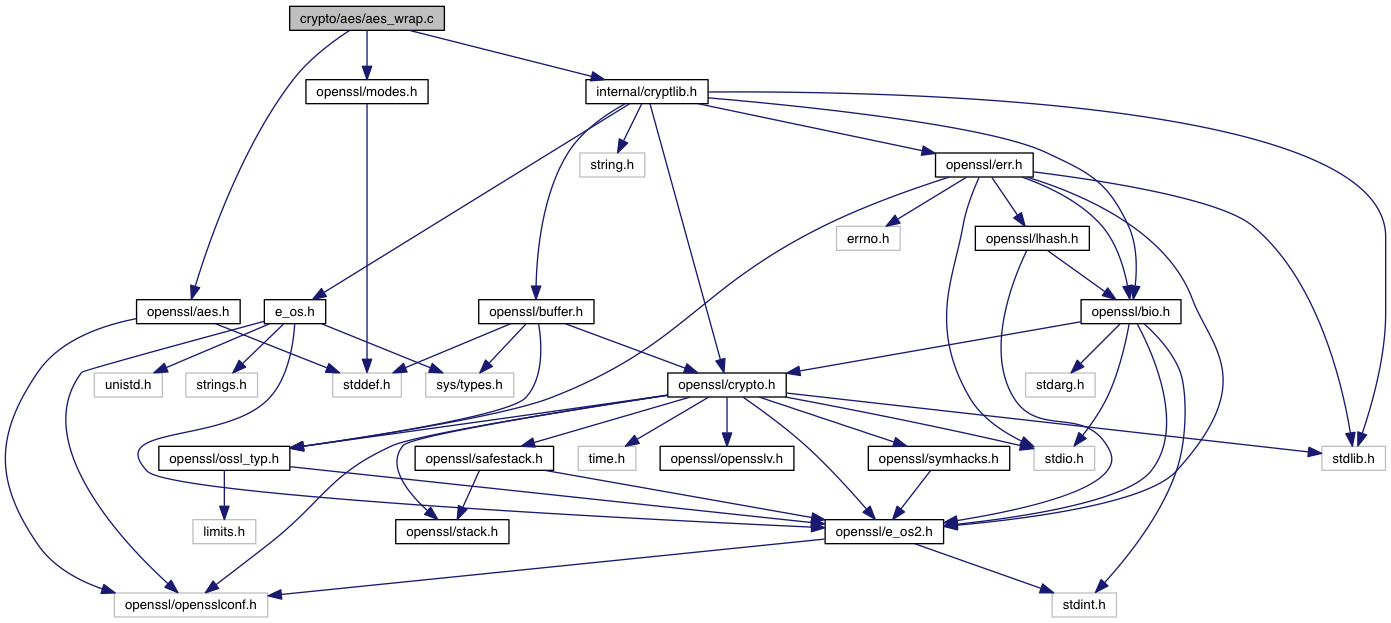 crypto/aes/aes_wrap.c
openssl/modes.h
internal/cryptlib.h
string.h
openssl/err.h
errno.h
openssl/lhash.h
openssl/aes.h
e_os.h
openssl/buffer.h
openssl/bio.h
unistd.h
strings.h
stddef.h
sys/types.h
openssl/crypto.h
stdarg.h
openssl/ossl_typ.h
openssl/safestack.h
time.h
openssl/opensslv.h
openssl/symhacks.h
stdio.h
stdlib.h
limits.h
openssl/stack.h
openssl/e_os2.h
openssl/opensslconf.h
stdint.h